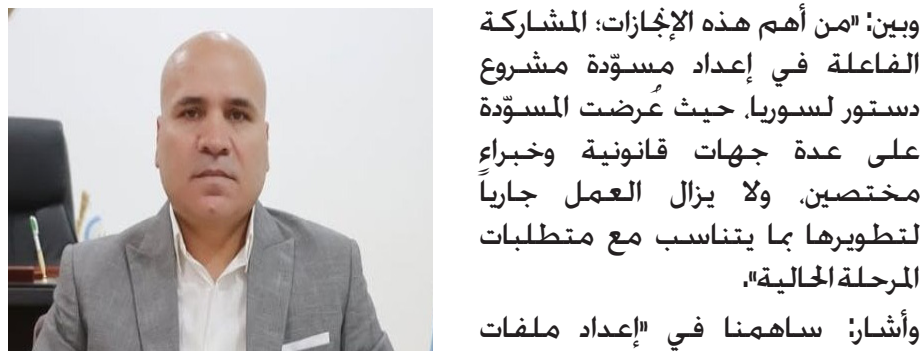 وبين: «من أهم هذه الإنجازات؛ المشاركة
الفاعلة في إعداد مسوّدة مشروع
دستور لسوريا، حيث عُرضت المسوّدة
على عدة جهات قانونية وخبراءٍ
مختصين، ولا يزال العمل جارياً
لتطويرها بما يتناسب مع متطلبات
المرحلة الحالية».
وأشار: ساهمنا في «إعداد ملفات